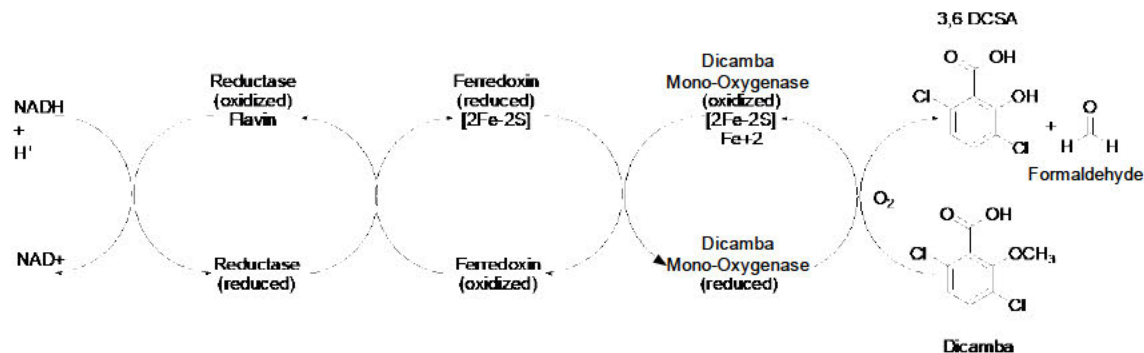 3,6 DCSA
O
OH
Cl
OH
Cl
+
O
H
H
Formaldehyde
NADH
+
H⁺
Reductase
(oxidized)
Flavin
Ferredoxin
(reduced)
[2Fe-2S]
Dicamba
Mono-Oxygenase
(oxidized)
[2Fe-2S]
Fe+2
O₂
NAD+
Reductase
(reduced)
Ferredoxin
(oxidized)
Dicamba
Mono-Oxygenase
(reduced)
O
OH
Cl
OCH₃
Cl
Dicamba